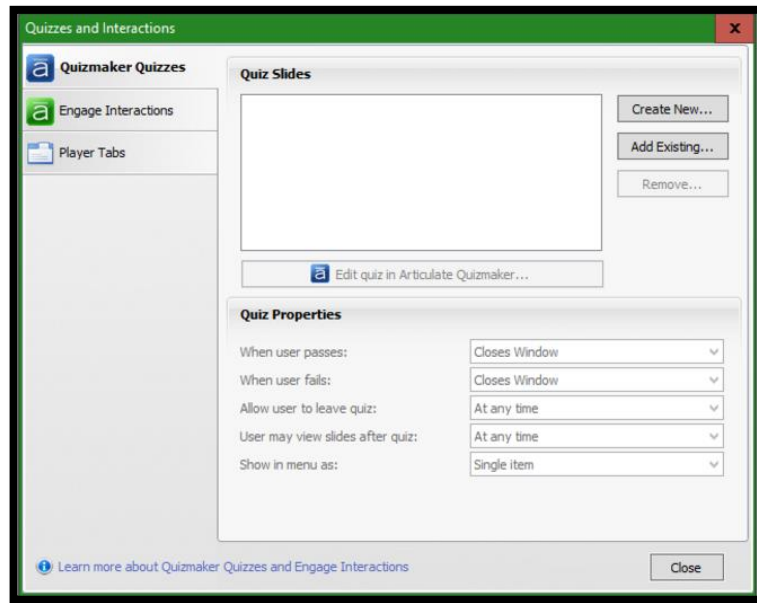 Quizzes and Interactions
x
Quizmaker Quizzes
Engage Interactions
Player Tabs
Quiz Slides
Create New...
Add Existing...
Remove...
Edit quiz in Articulate Quizmaker...
Quiz Properties
When user passes: Closes Window
When user fails: Closes Window
Allow user to leave quiz: At any time
User may view slides after quiz: At any time
Show in menu as: Single item
Learn more about Quizmaker Quizzes and Engage Interactions
Close